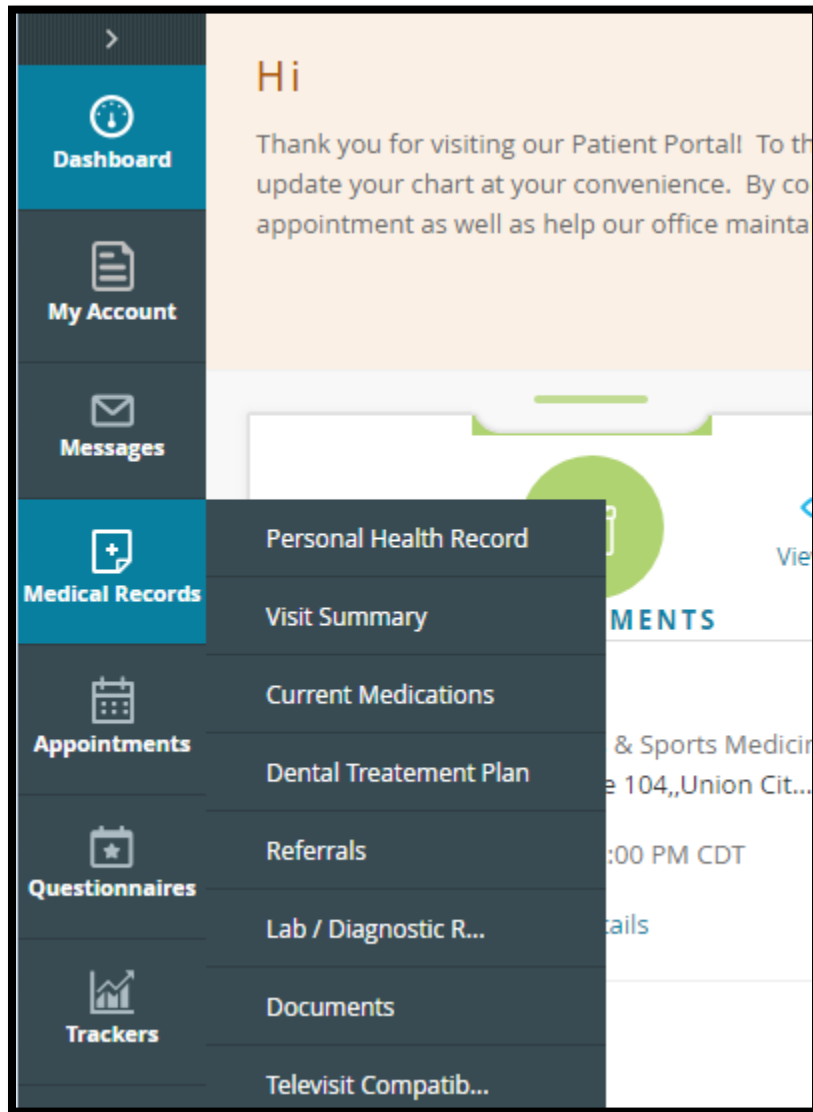 Hi
Thank you for visiting our Patient Portal! To th
update your chart at your convenience. By co
appointment as well as help our office mainta
Dashboard
My Account
Messages
Medical Records
Appointments
Questionnaires
Trackers
Personal Health Record
Visit Summary
Current Medications
Dental Treatement Plan
Referrals
Lab / Diagnostic R...
Documents
Televisit Compatib...
Vie
MENTS
& Sports Medicin
e 104,,Union Cit...
:00 PM CDT
tails